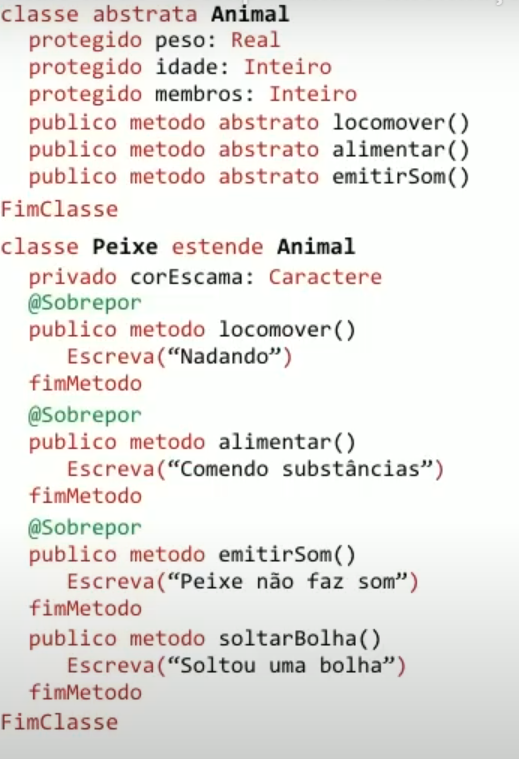 classe abstrata Animal
protegido peso: Real
protegido idade: Inteiro
protegido membros: Inteiro
publico metodo abstrato locomover()
publico metodo abstrato alimentar()
publico metodo abstrato emitirSom()
FimClasse
classe Peixe estende Animal
privado corEscama: Caractere
@Sobrepor
publico metodo locomover()
Escreva(“Nadando”)
fimMetodo
@Sobrepor
publico metodo alimentar()
Escreva(“Comendo substâncias”)
fimMetodo
@Sobrepor
publico metodo emitirSom()
Escreva(“Peixe não faz som”)
fimMetodo
publico metodo soltarBolha()
Escreva(“Soltou uma bolha”)
fimMetodo
FimClasse